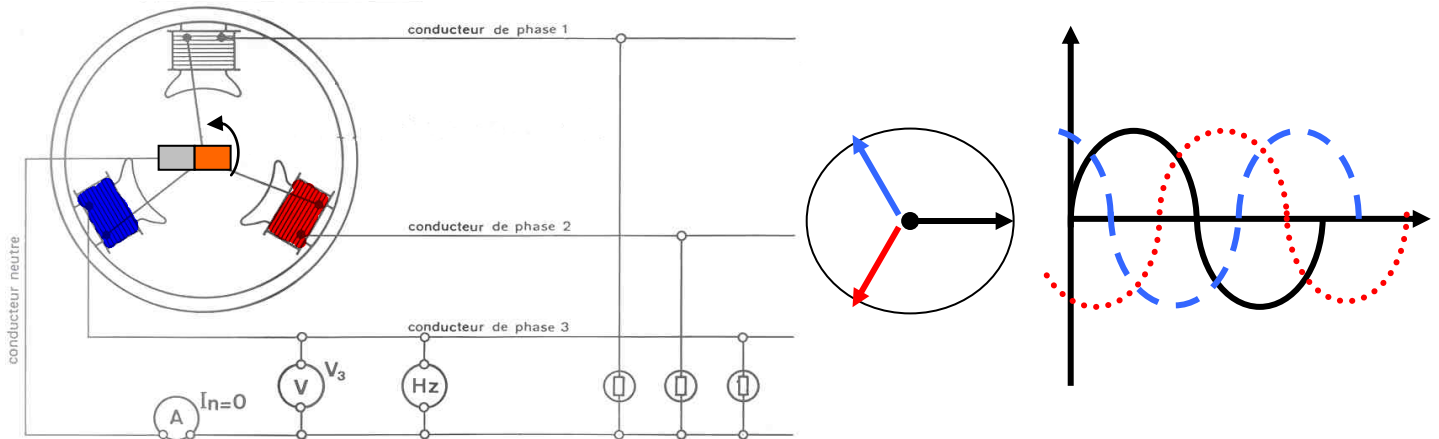 conducteur de phase 1
conducteur de phase 2
conducteur neutre
conducteur de phase 3
V
V₃
Hz
A
In=0